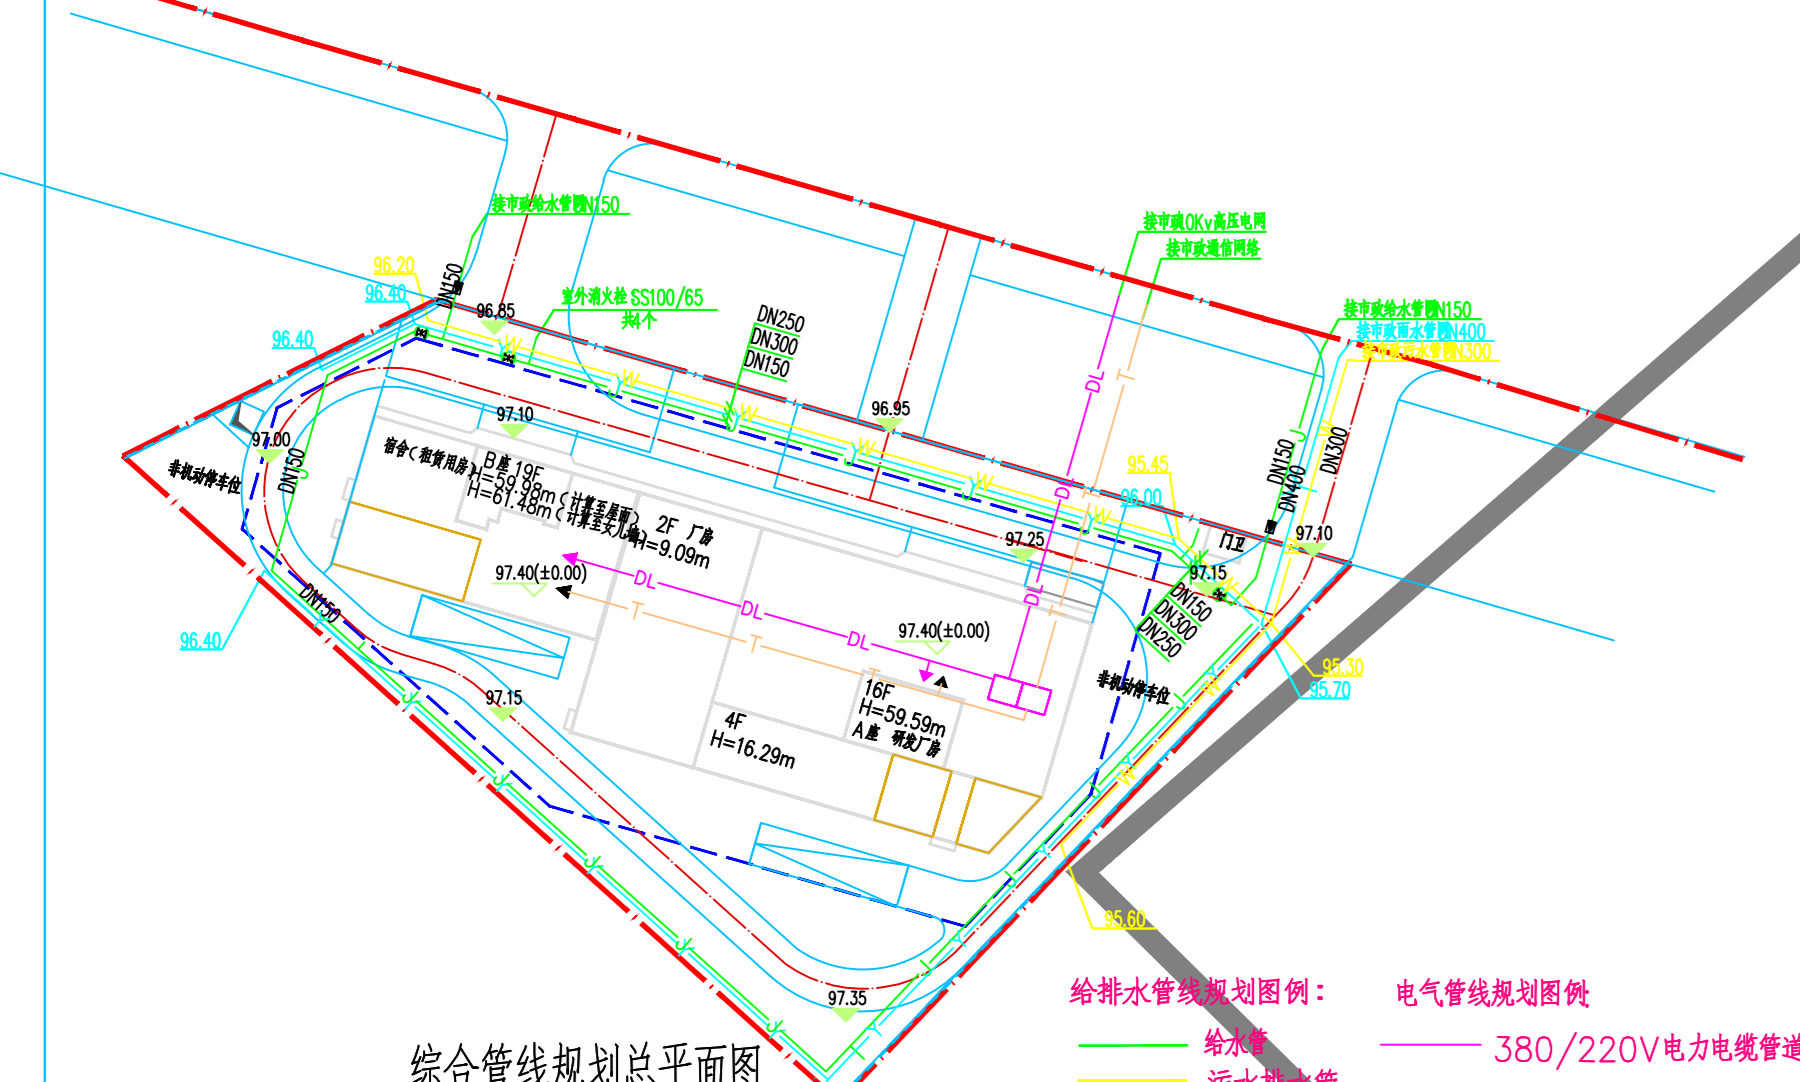 接市政给水管网DN150
接市政10Kv高压电网
接市政通信网络
96.20
96.40
DN150
96.85
室外消火栓 SS100/65
共4个
DN250
DN300
DN150
接市政给水管网DN150
接市政雨水管网DN400
96.40
97.10
96.95
97.00
DN150
非机动停车位
宿舍（租赁用房）
B座 19F
H=59.98m（计算至屋面）
H=61.48m（计算至女儿墙）
2F 厂房
H=9.09m
95.45
96.00
DN150
DN400
DN300
门卫
97.10
97.25
97.15
97.40(±0.00)
97.40(±0.00)
DN150
DN150
DN300
DN250
96.40
97.15
16F
H=59.59m
A座 研发厂房
4F
H=16.29m
非机动停车位
95.30
95.70
95.60
97.35
给排水管线规划图例：
电气管线规划图例
给水管
380/220V电力电缆管道
污水排水管
综合管线规划总平面图
J
W
Y
DL
T